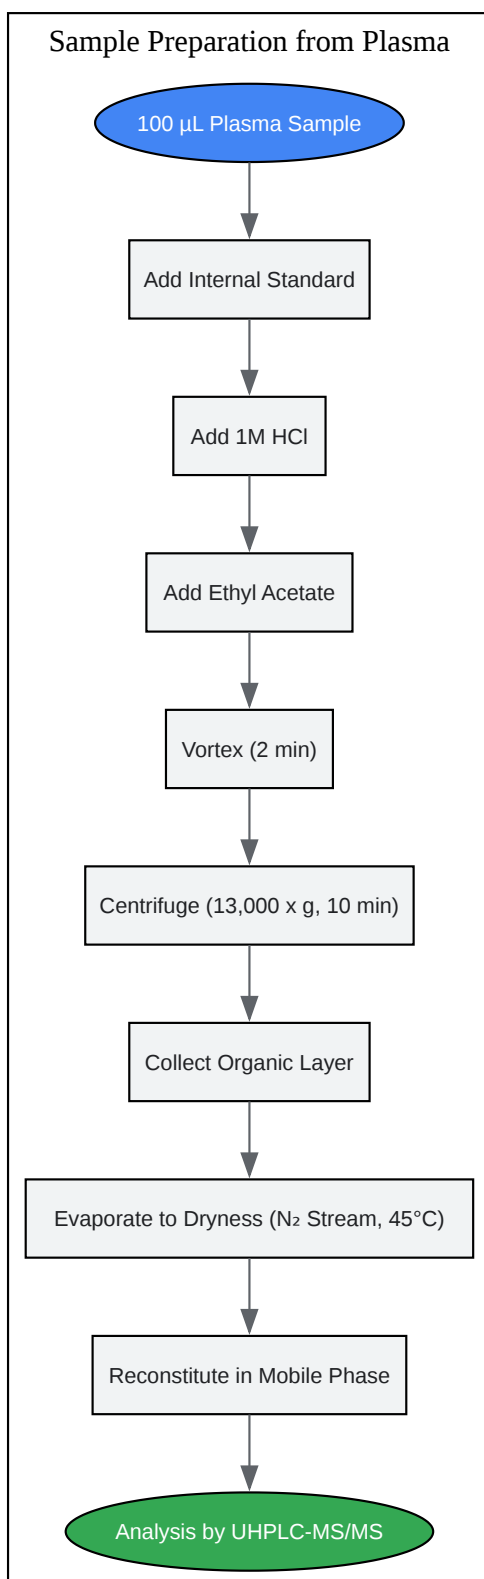 Sample Preparation from Plasma
100 µL Plasma Sample
Add Internal Standard
Add 1M HCl
Add Ethyl Acetate
Vortex (2 min)
Centrifuge (13,000 x g, 10 min)
Collect Organic Layer
Evaporate to Dryness (N₂ Stream, 45°C)
Reconstitute in Mobile Phase
Analysis by UHPLC-MS/MS